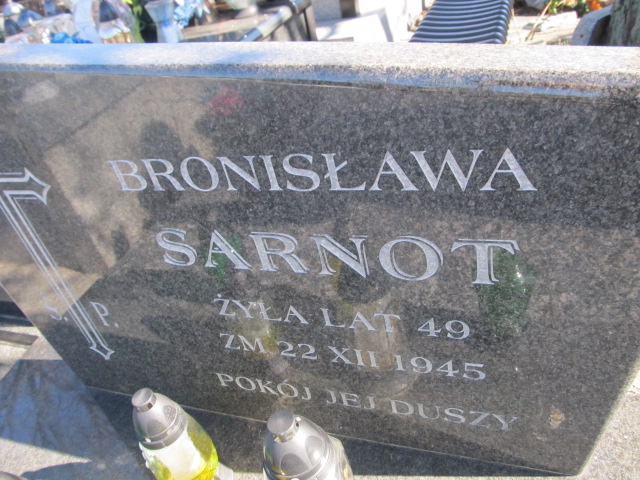 BRONISŁAWA
SARNOT
Ś. P.
ŻYŁA LAT 49
ZM 22 XII 1945
POKÓJ JEJ DUSZY